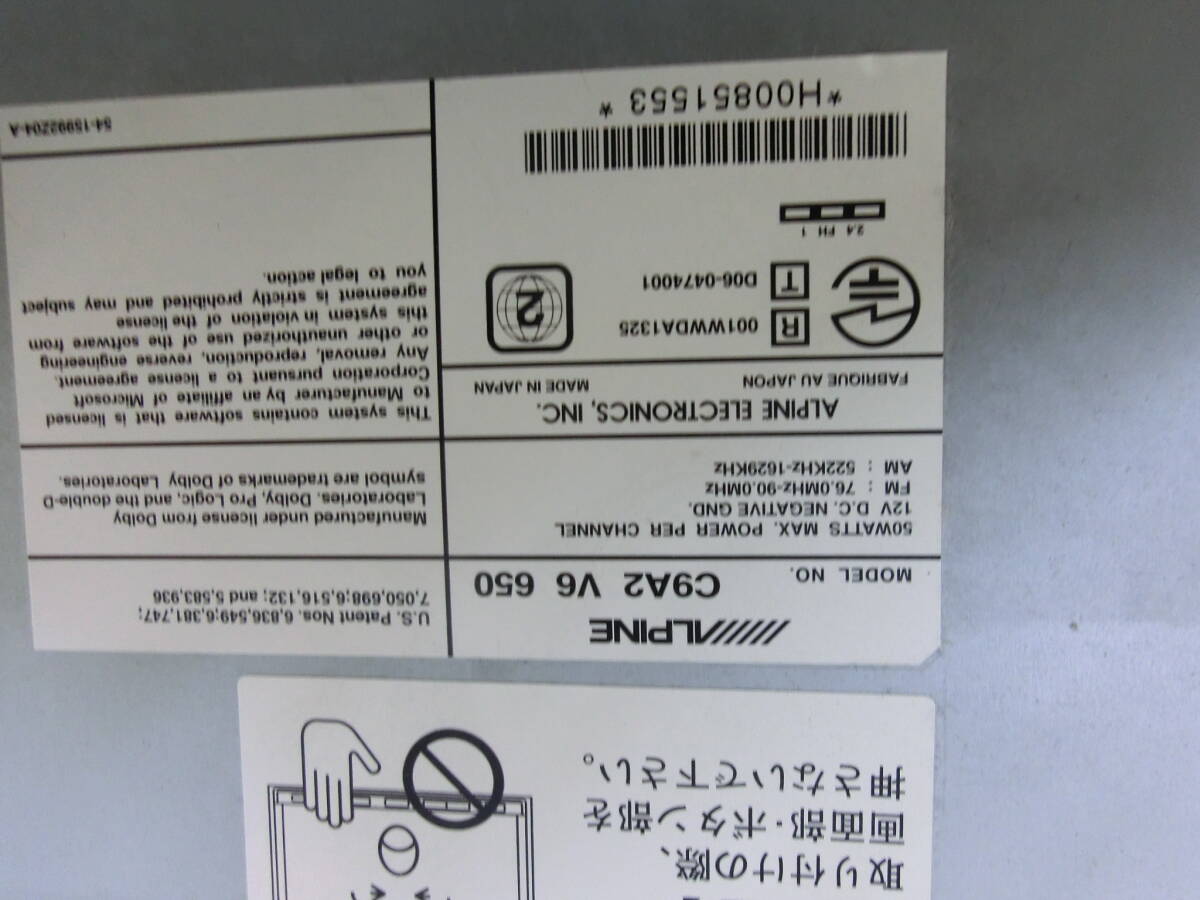 取り付けの際、
画面部・ボタン部を
押さないで下さい。
ALPINE
MODEL NO. C9A2 V6 650
50WATTS MAX. POWER PER CHANNEL
12V D.C. NEGATIVE GND.
FM : 76.0MHz-90.0MHz
AM : 522KHz-1629KHz
ALPINE ELECTRONICS, INC.
FABRIQUE AU JAPON MADE IN JAPAN
R 001WWDA1325
T D06-0474001
2
2.4 FH 1
*H00851553*
U.S. Patent Nos. 6,836,549;6,381,747;
7,050,698;6,516,132; and 5,583,936
Manufactured under license from Dolby
Laboratories. Dolby, Pro Logic, and the double-D
symbol are trademarks of Dolby Laboratories.
This system contains software that is licensed
to Manufacturer by an affiliate of Microsoft
Corporation pursuant to a license agreement.
Any removal, reproduction, reverse engineering
or other unauthorized use of the software from
this system in violation of the license
agreement is strictly prohibited and may subject
you to legal action.
54-15992204-A